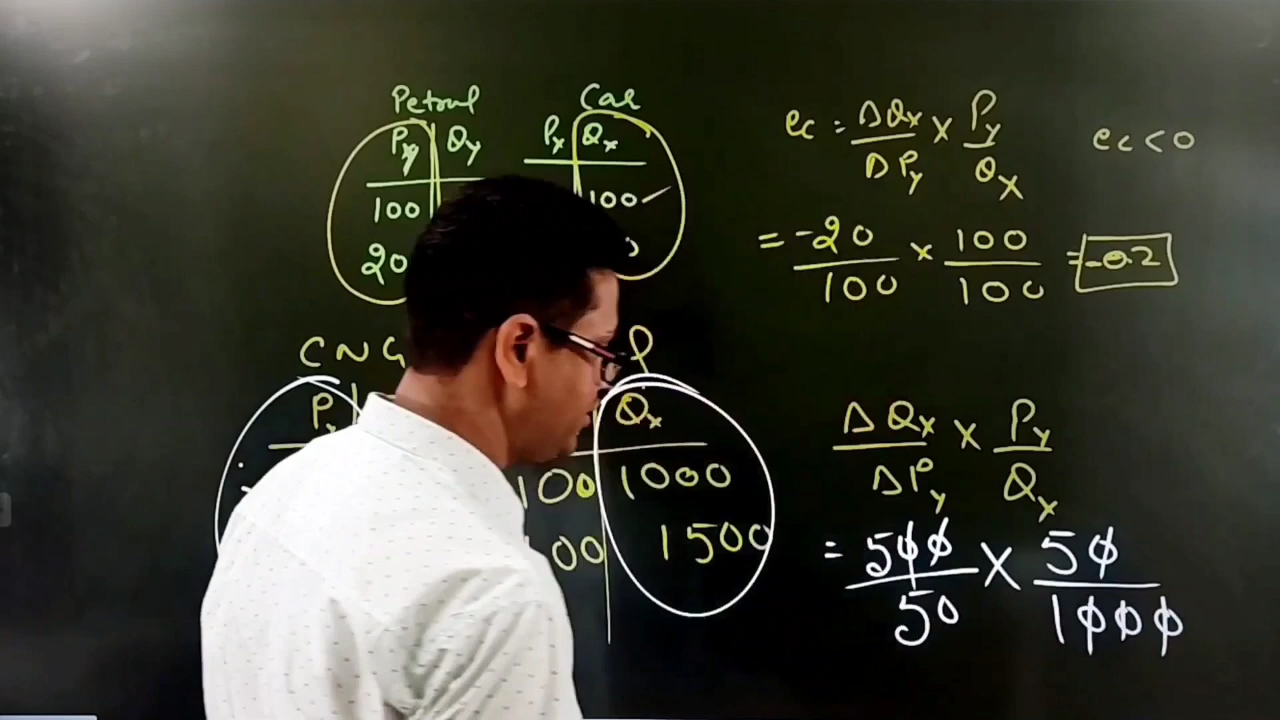 Petrol Car
Py Qy Px Qx
100 100
20
ec = ΔQx/ΔPy × Py/Qx ec < 0
= -20/100 × 100/100 = -0.2
CNG P
Px Qx
100 1000
00 1500
ΔQx/ΔPy × Py/Qx
= 500/50 × 50/1000